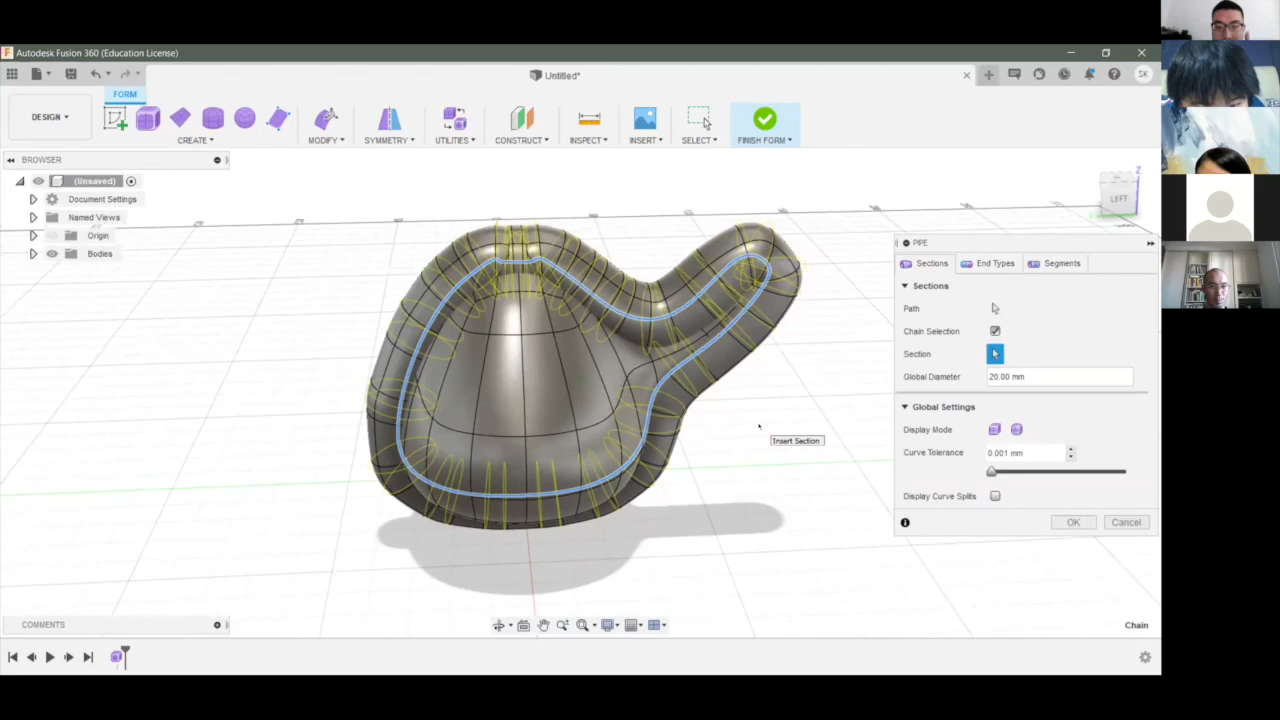 Autodesk Fusion 360 (Education License)
Untitled*
SK
FORM
DESIGN
CREATE
MODIFY
SYMMETRY
UTILITIES
CONSTRUCT
INSPECT
INSERT
SELECT
FINISH FORM
BROWSER
(Unsaved)
Document Settings
Named Views
Origin
Bodies
Z
LEFT
PIPE
Sections
End Types
Segments
Sections
Path
Chain Selection
Section
Global Diameter
20.00 mm
Global Settings
Display Mode
Curve Tolerance
0.001 mm
Display Curve Splits
OK
Cancel
Insert Section
COMMENTS
Chain